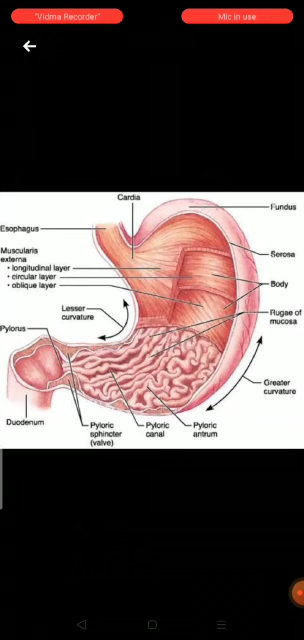 "Vidma Recorder"
Mic in use
Cardia
Fundus
Esophagus
Muscularis
externa
• longitudinal layer
• circular layer
• oblique layer
Serosa
Body
Lesser
curvature
Rugae of
mucosa
Pylorus
Greater
curvature
Duodenum
Pyloric
sphincter
(valve)
Pyloric
canal
Pyloric
antrum